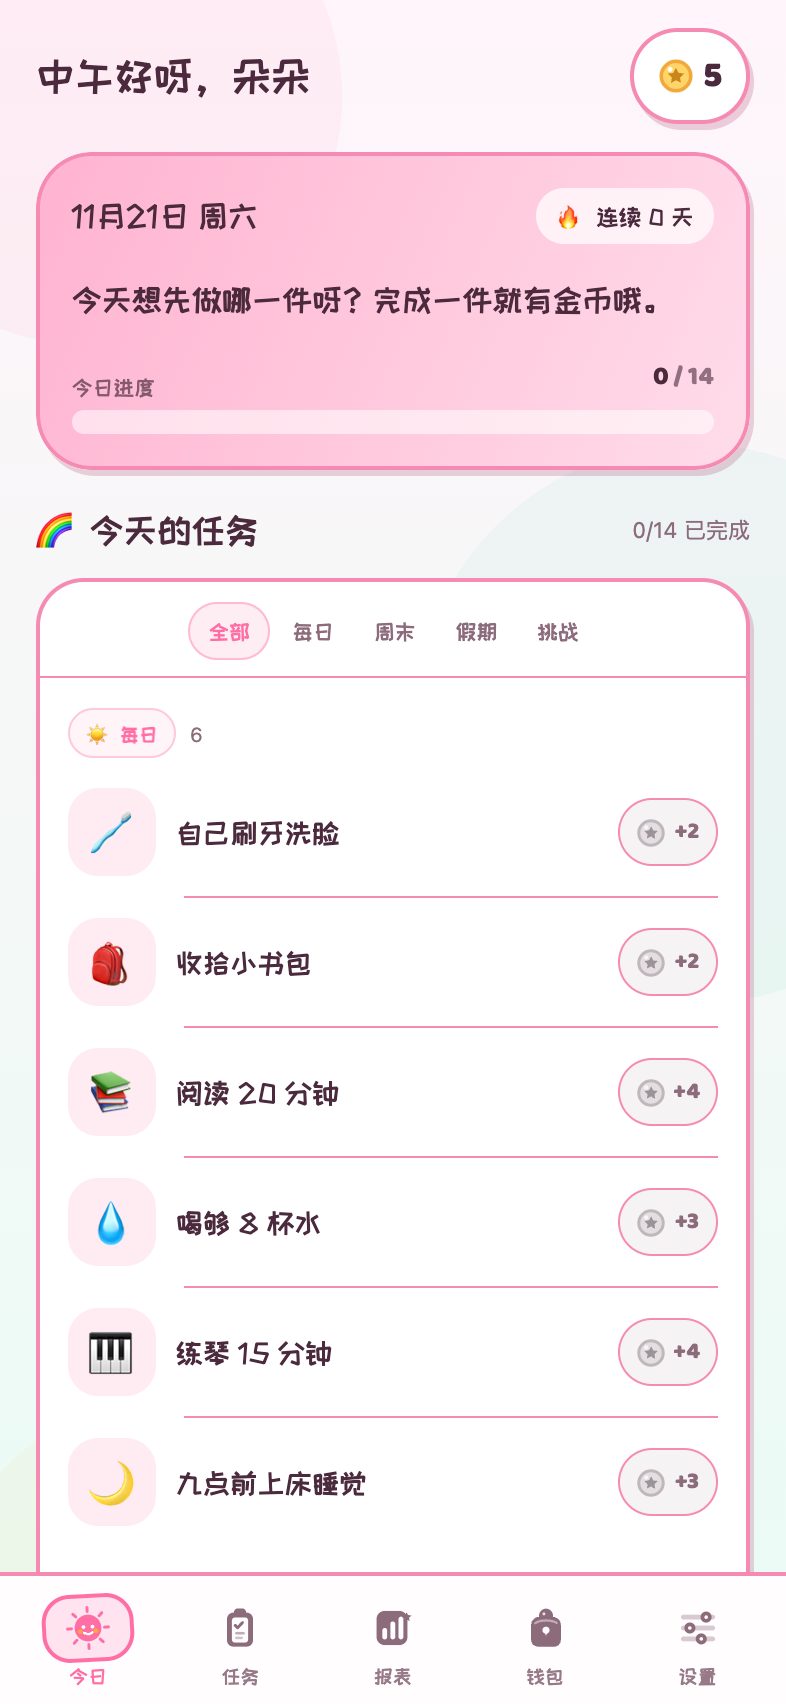 中午好呀，朵朵
5
11月21日 周六
连续 0 天
今天想先做哪一件呀？完成一件就有金币哦。
今日进度
0 / 14
今天的任务
0/14 已完成
全部 每日 周末 假期 挑战
每日 6
自己刷牙洗脸 +2
收拾小书包 +2
阅读 20 分钟 +4
喝够 8 杯水 +3
练琴 15 分钟 +4
九点前上床睡觉 +3
今日 任务 报表 钱包 设置